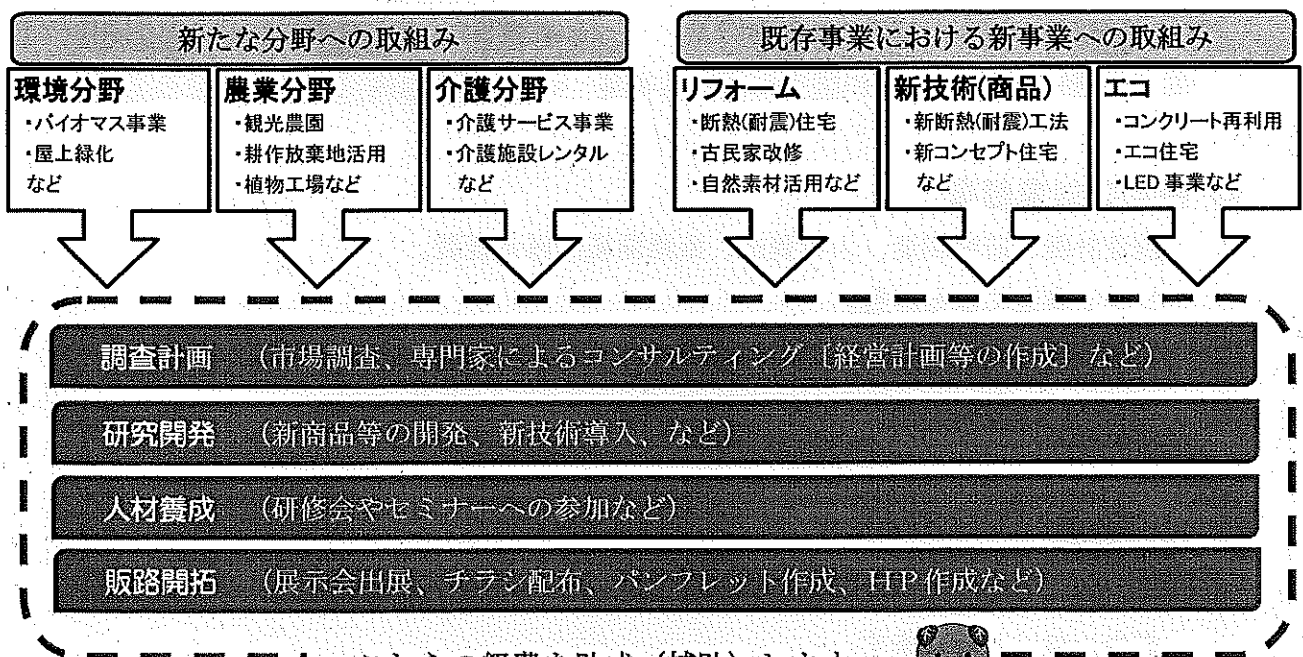 新たな分野への取組み
既存事業における新事業への取組み
環境分野
・バイオマス事業
・屋上緑化
など
農業分野
・観光農園
・耕作放棄地活用
・植物工場など
介護分野
・介護サービス事業
・介護施設レンタル
など
リフォーム
・断熱(耐震)住宅
・古民家改修
・自然素材活用など
新技術(商品)
・新断熱(耐震)工法
・新コンセプト住宅
など
エコ
・コンクリート再利用
・エコ住宅
・LED 事業など
調査計画 (市場調査、専門家によるコンサルティング〔経営計画等の作成〕など)
研究開発 (新商品等の開発、新技術導入、など)
人材養成 (研修会やセミナーへの参加など)
販路開拓 (展示会出展、チラシ配布、パンフレット作成、HP 作成など)